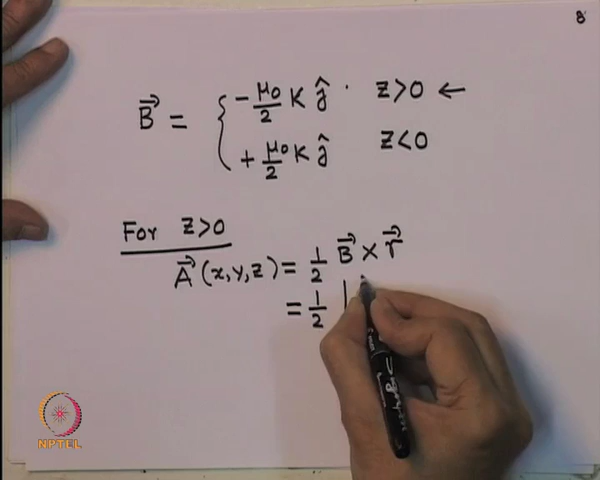 8
B⃗ = { -μ0/2 K ĵ . z>0 ←
+ μ0/2 K ĵ z<0
For z>0
A⃗ (x,y,z) = 1/2 B⃗ × r⃗
= 1/2 |
NPTEL